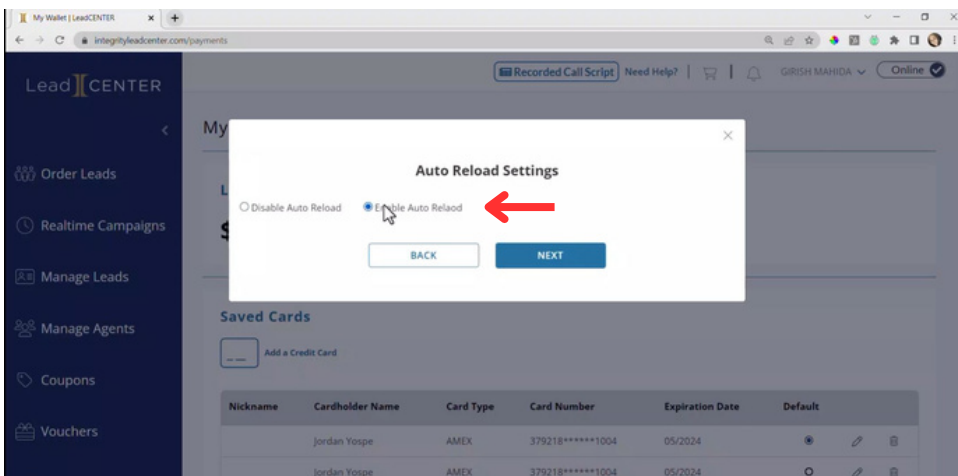 My Wallet | LeadCENTER
integrityleadcenter.com/payments
Lead CENTER
Recorded Call Script Need Help? GIRISH MAHIDA Online
My
Order Leads
Realtime Campaigns
Manage Leads
Manage Agents
Coupons
Vouchers
Auto Reload Settings
Disable Auto Reload Enable Auto Relaod
BACK NEXT
L
$
Saved Cards
Add a Credit Card
Nickname Cardholder Name Card Type Card Number Expiration Date Default
Jordan Yospe AMEX 379218******1004 05/2024
Jordan Yospe AMEX 379218******1004 05/2024